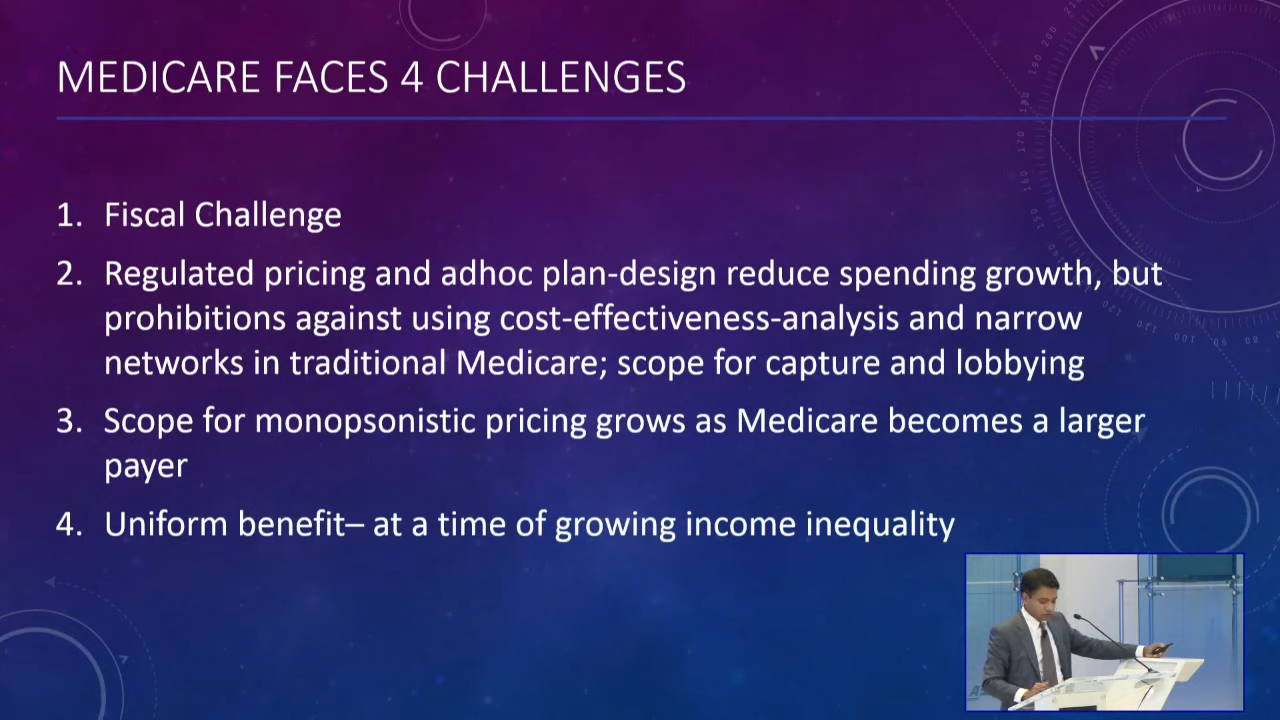 MEDICARE FACES 4 CHALLENGES
1. Fiscal Challenge
2. Regulated pricing and adhoc plan-design reduce spending growth, but
prohibitions against using cost-effectiveness-analysis and narrow
networks in traditional Medicare; scope for capture and lobbying
3. Scope for monopsonistic pricing grows as Medicare becomes a larger
payer
4. Uniform benefit– at a time of growing income inequality